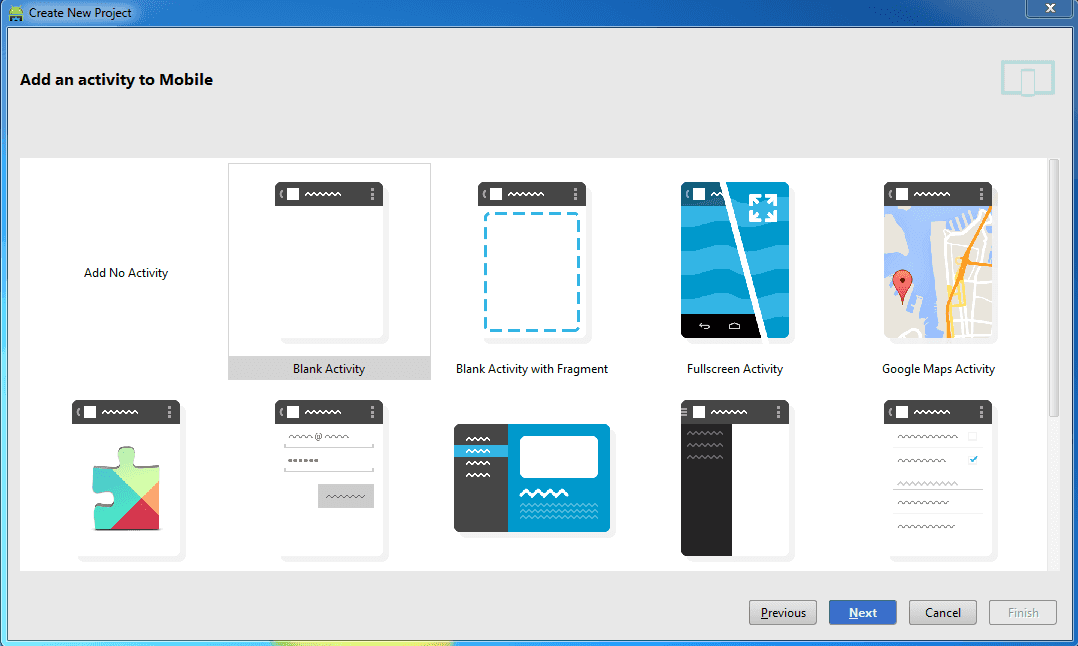 Create New Project
Add an activity to Mobile
Add No Activity
Blank Activity
Blank Activity with Fragment
Fullscreen Activity
Google Maps Activity
Previous
Next
Cancel
Finish